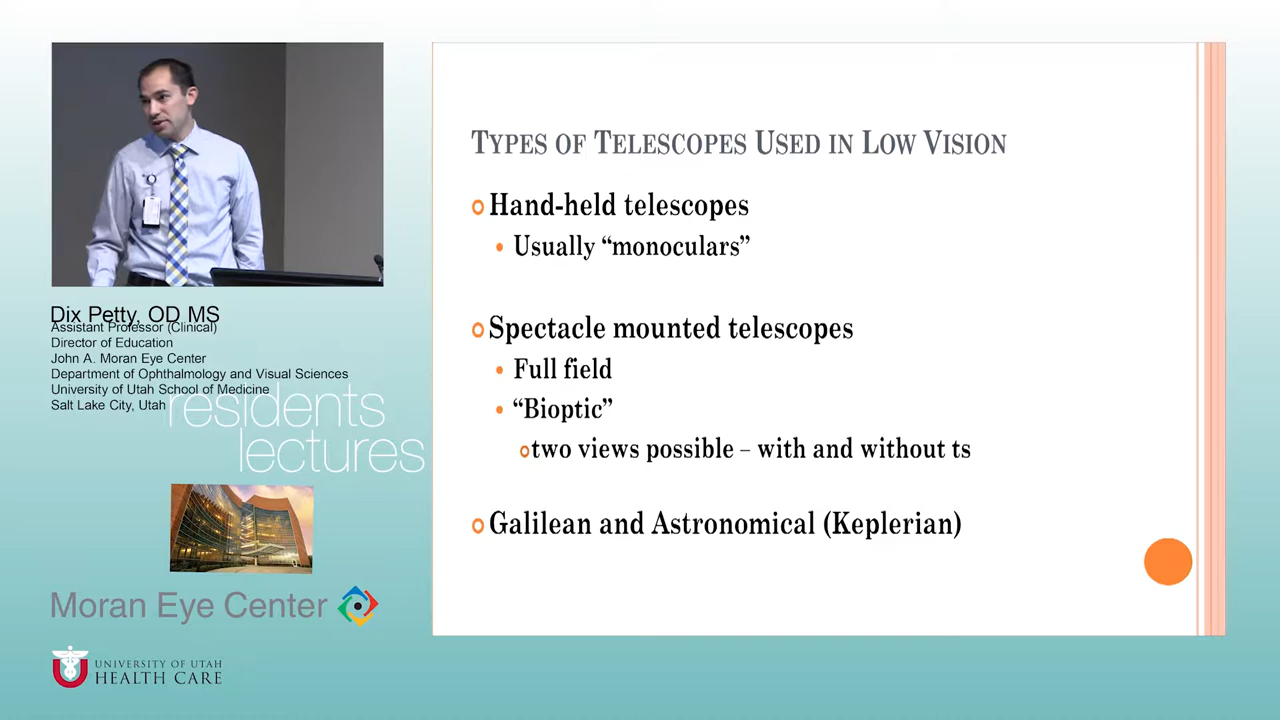 Dix Petty, OD MS
Assistant Professor (Clinical)
Director of Education
John A. Moran Eye Center
Department of Ophthalmology and Visual Sciences
University of Utah School of Medicine
Salt Lake City, Utah
residents
lectures
Moran Eye Center
UNIVERSITY OF UTAH
HEALTH CARE
TYPES OF TELESCOPES USED IN LOW VISION
Hand-held telescopes
Usually “monoculars”
Spectacle mounted telescopes
Full field
“Bioptic”
two views possible – with and without ts
Galilean and Astronomical (Keplerian)